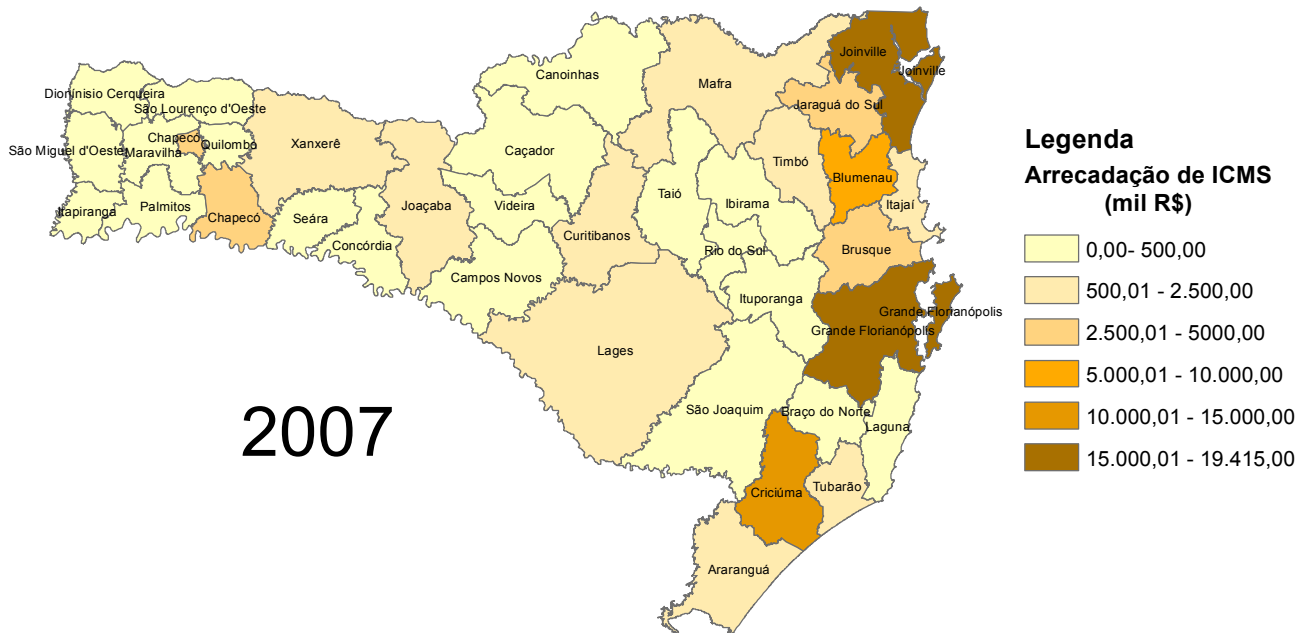 Joinville
Joinville
Canoinhas
Mafra
Dionínisio Cerqueira
São Lourenço d'Oeste
Jaraguá do Sul
Chapecó
Quilombo
Xanxerê
São Miguel d'Oeste
Maravilha
Caçador
Timbó
Blumenau
Taió
Ibirama
Itapiranga
Palmitos
Chapecó
Seára
Joaçaba
Videira
Itajaí
Concórdia
Curitibanos
Rio do Sul
Brusque
Campos Novos
Ituporanga
Grande Florianópolis
Grande Florianópolis
Lages
São Joaquim
Braço do Norte
Laguna
Criciúma
Tubarão
Araranguá
2007
Legenda
Arrecadação de ICMS
(mil R$)
0,00- 500,00
500,01 - 2.500,00
2.500,01 - 5000,00
5.000,01 - 10.000,00
10.000,01 - 15.000,00
15.000,01 - 19.415,00